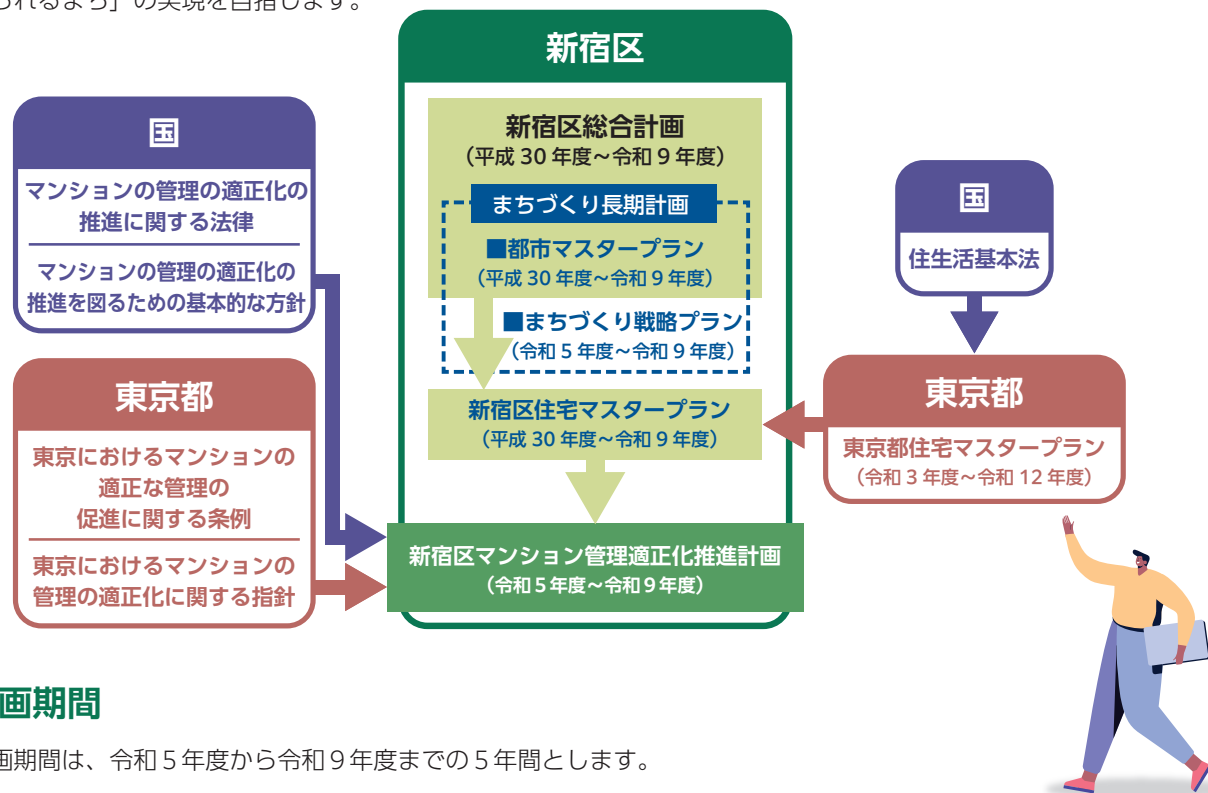 られるまち」の実現を目指します。
新宿区
新宿区総合計画
（平成 30 年度～令和 9 年度）
まちづくり長期計画
■都市マスタープラン
（平成 30 年度～令和 9 年度）
■まちづくり戦略プラン
（令和 5 年度～令和 9 年度）
新宿区住宅マスタープラン
（平成 30 年度～令和 9 年度）
新宿区マンション管理適正化推進計画
（令和５年度～令和９年度）
国
マンションの管理の適正化の
推進に関する法律
マンションの管理の適正化の
推進を図るための基本的な方針
東京都
東京におけるマンションの
適正な管理の
促進に関する条例
東京におけるマンションの
管理の適正化に関する指針
国
住生活基本法
東京都
東京都住宅マスタープラン
（令和 3 年度～令和 12 年度）
画期間
画期間は、令和５年度から令和９年度までの５年間とします。